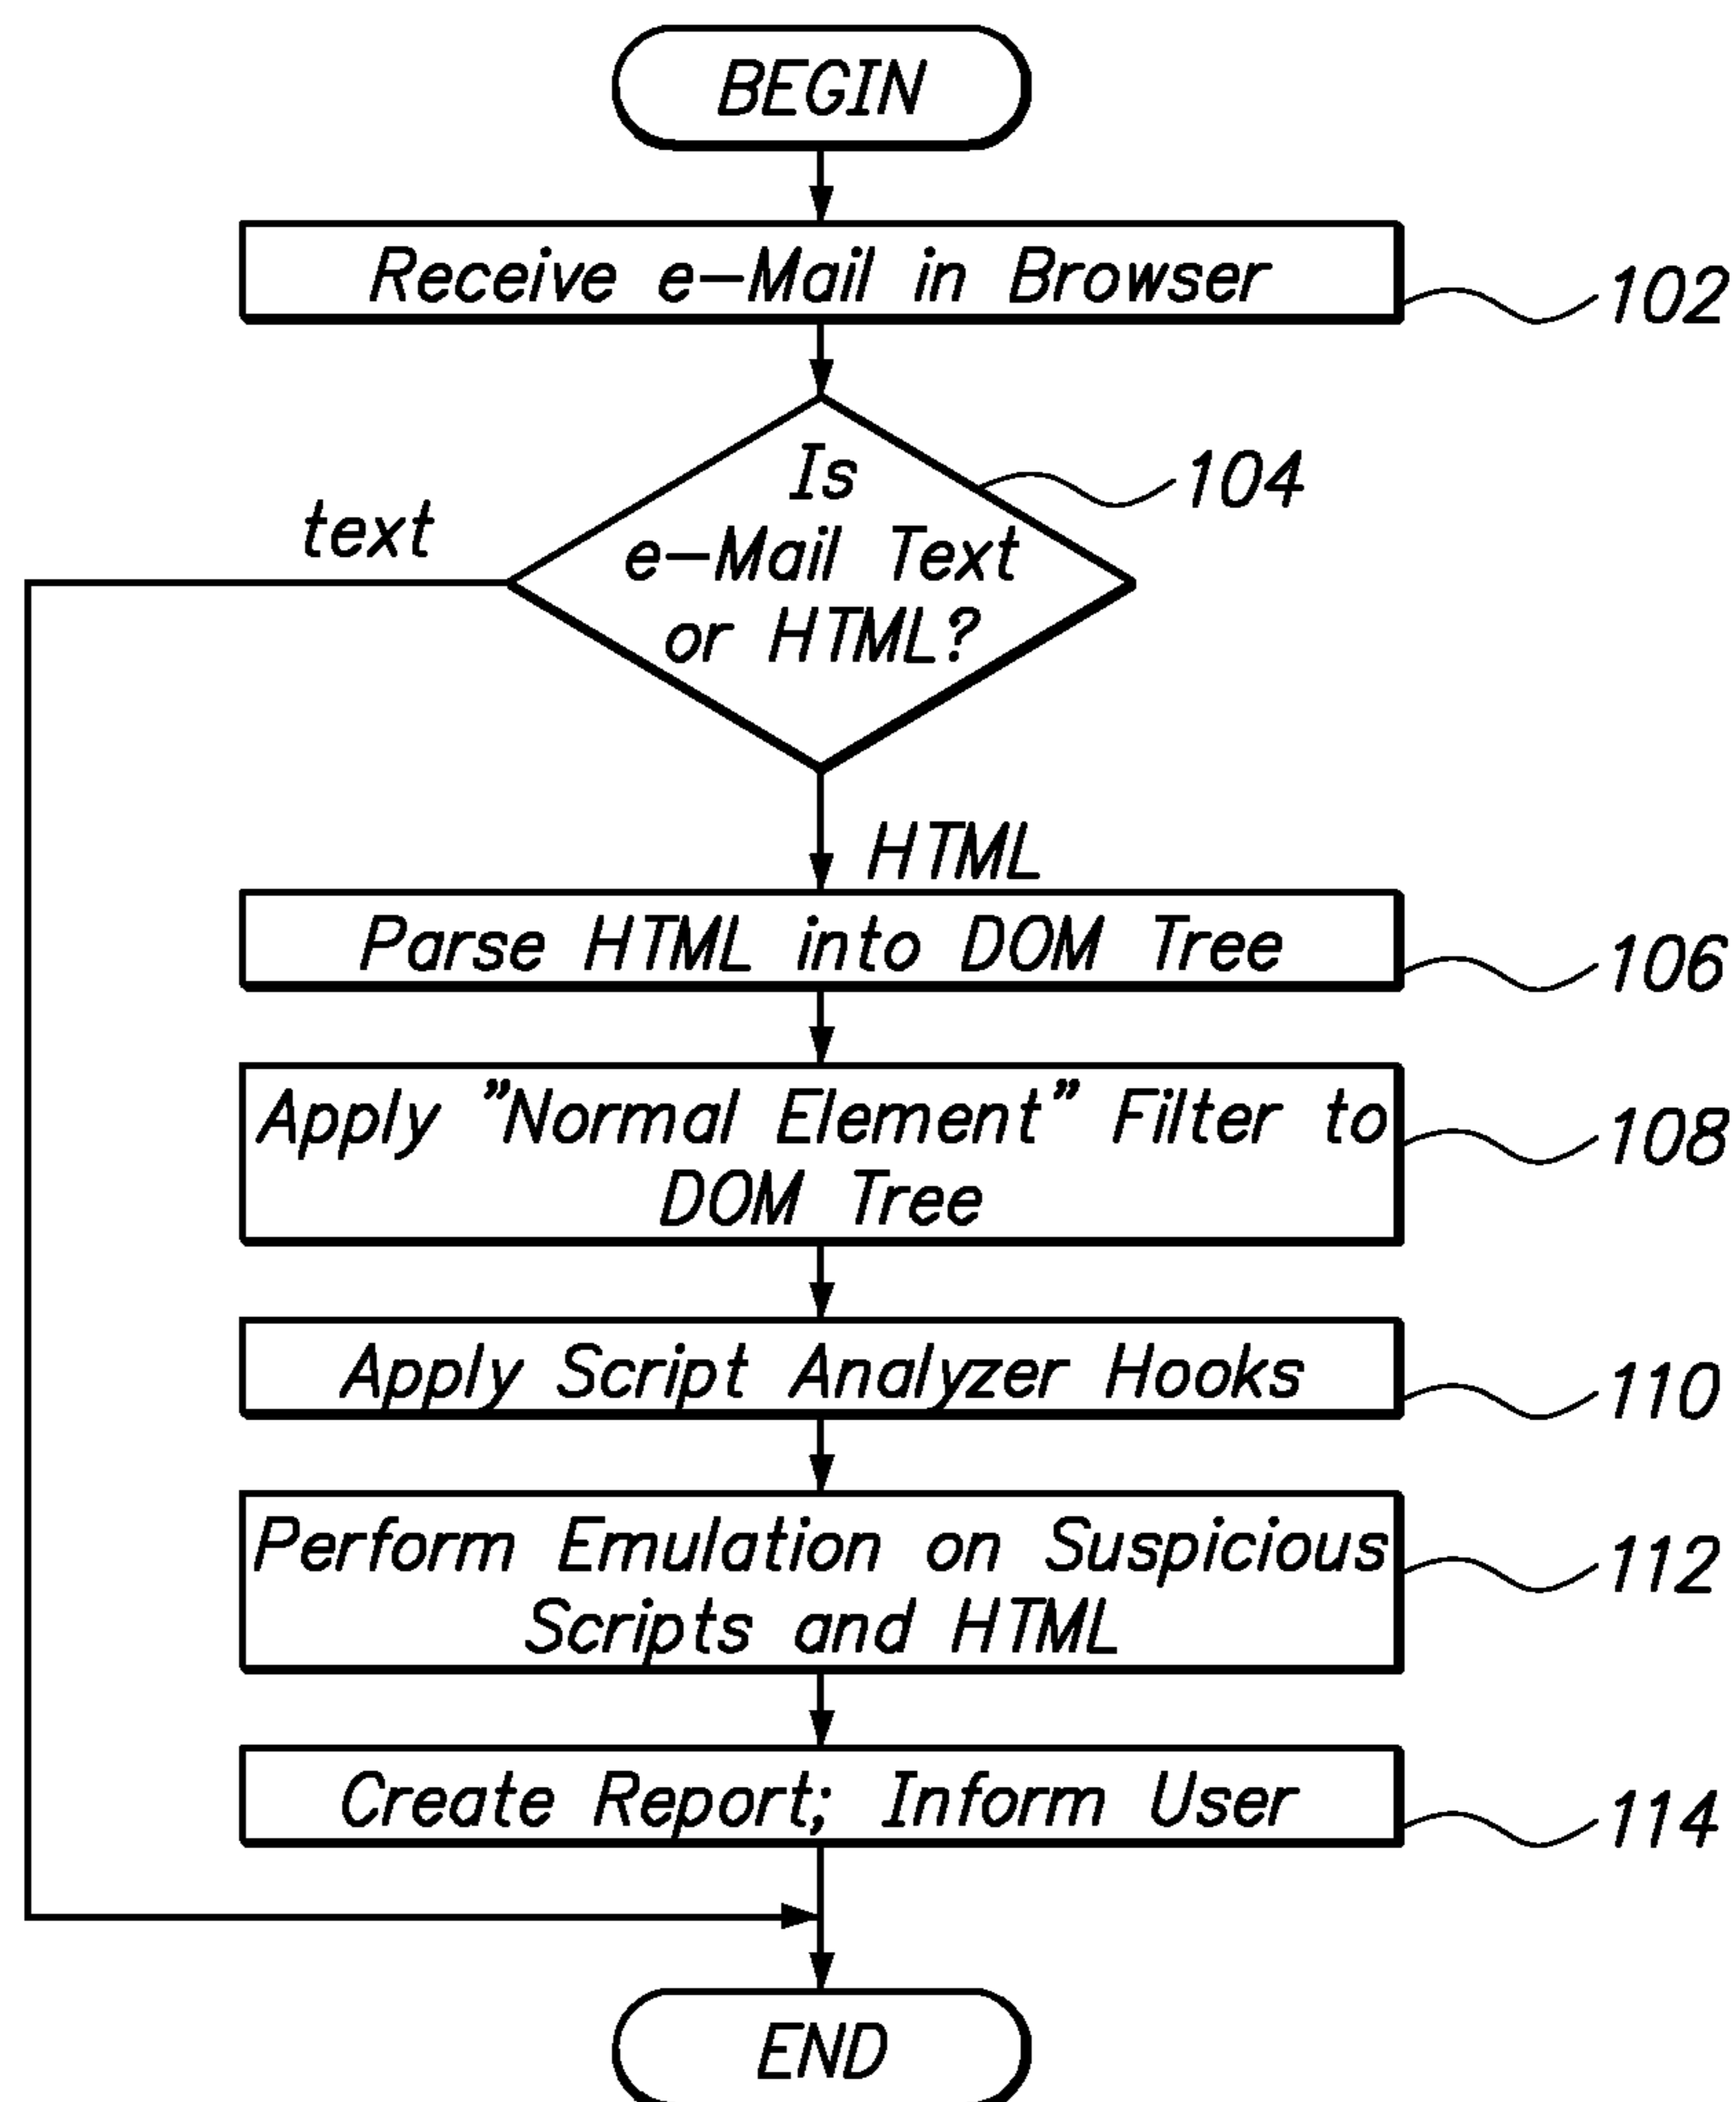 BEGIN
Receive e-Mail in Browser
102
Is
e-Mail Text
or HTML?
104
text
HTML
Parse HTML into DOM Tree
106
Apply "Normal Element" Filter to
DOM Tree
108
Apply Script Analyzer Hooks
110
Perform Emulation on Suspicious
Scripts and HTML
112
Create Report; Inform User
114
END